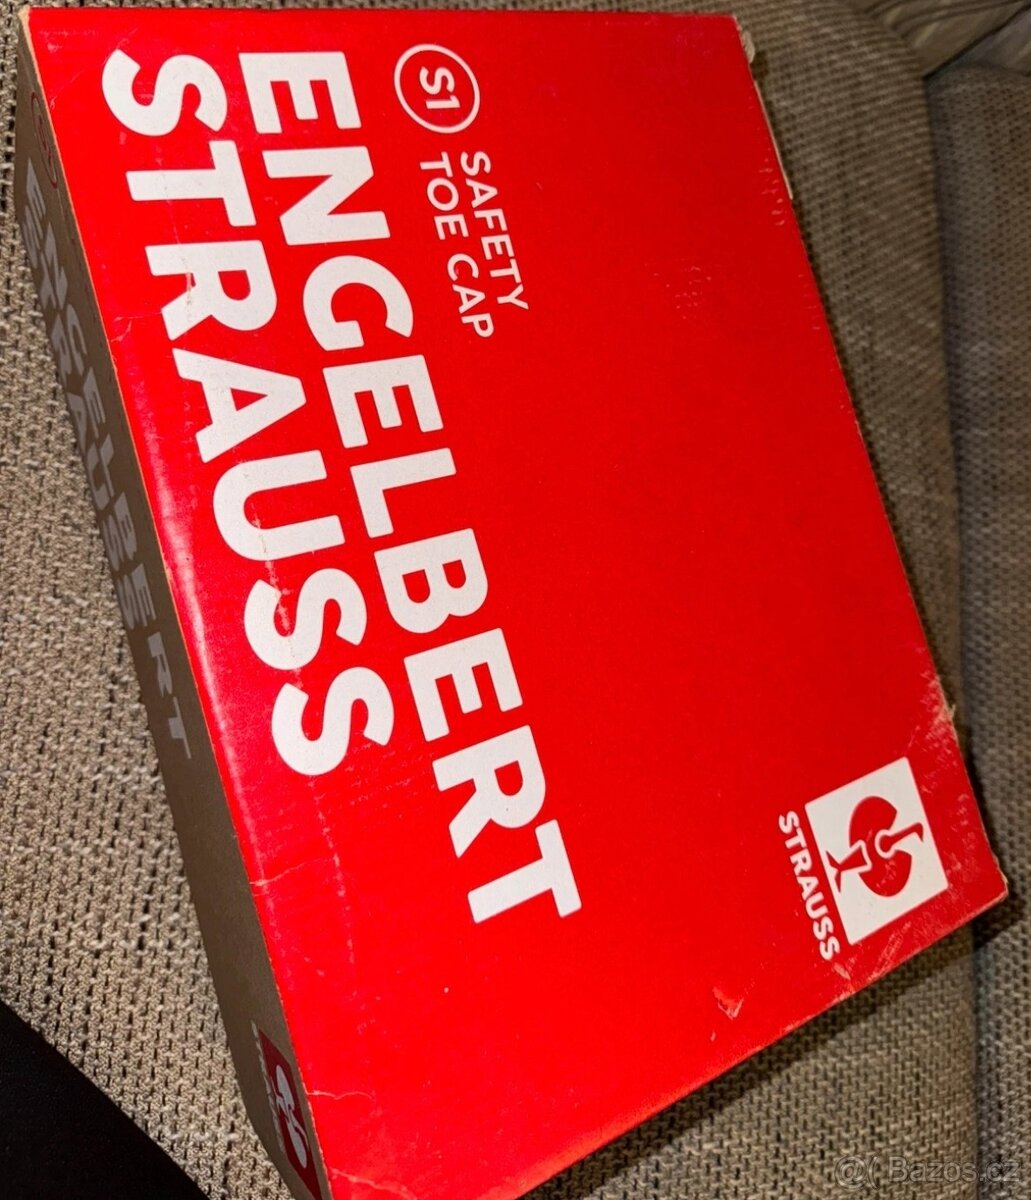 S1
SAFETY
TOE CAP
ENGELBERT
STRAUSS
STRAUSS
ENGELBERT
STRAUSS
@( Bazos.cz